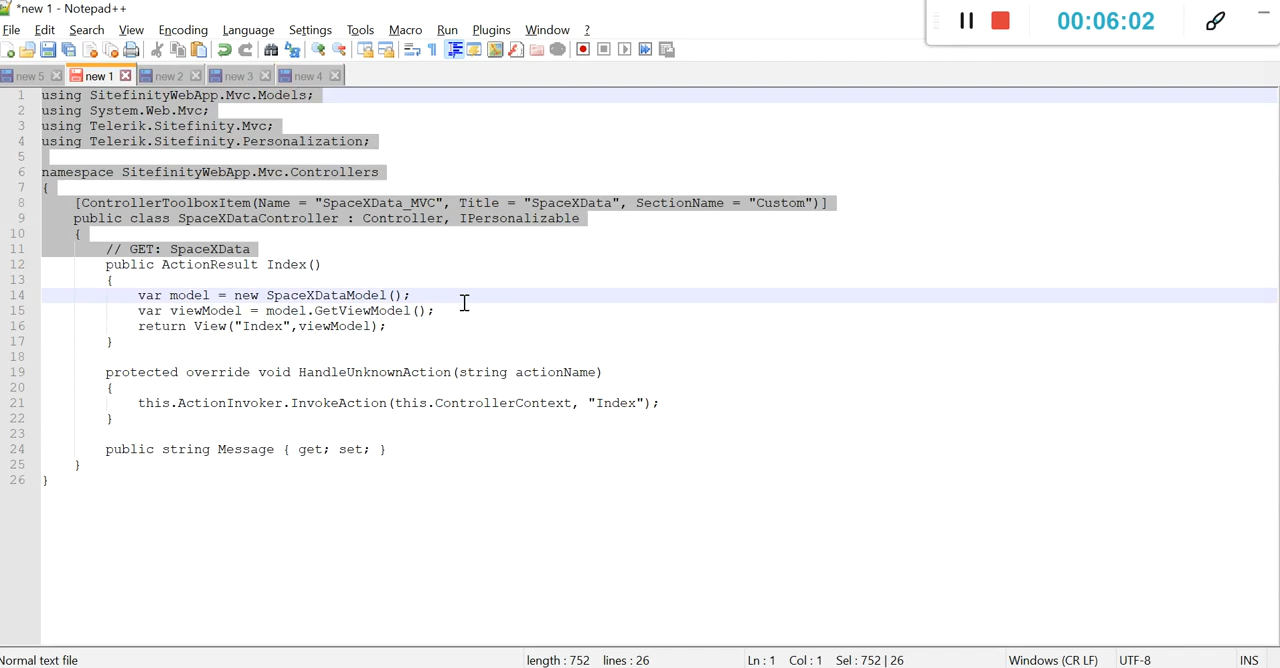 *new 1 - Notepad++
00:06:02
File Edit Search View Encoding Language Settings Tools Macro Run Plugins Window ?
new 5 new 1 new 2 new 3 new 4
1 using SitefinityWebApp.Mvc.Models;
2 using System.Web.Mvc;
3 using Telerik.Sitefinity.Mvc;
4 using Telerik.Sitefinity.Personalization;
5
6 namespace SitefinityWebApp.Mvc.Controllers
7 {
8 [ControllerToolboxItem(Name = "SpaceXData_MVC", Title = "SpaceXData", SectionName = "Custom")]
9 public class SpaceXDataController : Controller, IPersonalizable
10 {
11 // GET: SpaceXData
12 public ActionResult Index()
13 {
14 var model = new SpaceXDataModel();
15 var viewModel = model.GetViewModel();
16 return View("Index",viewModel);
17 }
18
19 protected override void HandleUnknownAction(string actionName)
20 {
21 this.ActionInvoker.InvokeAction(this.ControllerContext, "Index");
22 }
23
24 public string Message { get; set; }
25 }
26 }
Normal text file length : 752 lines : 26 Ln : 1 Col : 1 Sel : 752 | 26 Windows (CR LF) UTF-8 INS